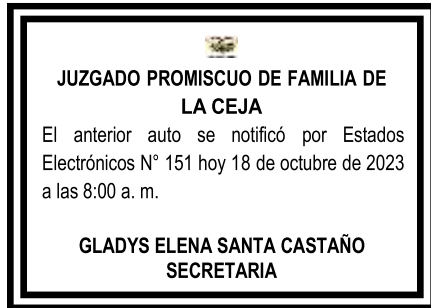 JUZGADO PROMISCUO DE FAMILIA DE
LA CEJA
El anterior auto se notificó por Estados
Electrónicos N° 151 hoy 18 de octubre de 2023
a las 8:00 a. m.
GLADYS ELENA SANTA CASTAÑO
SECRETARIA